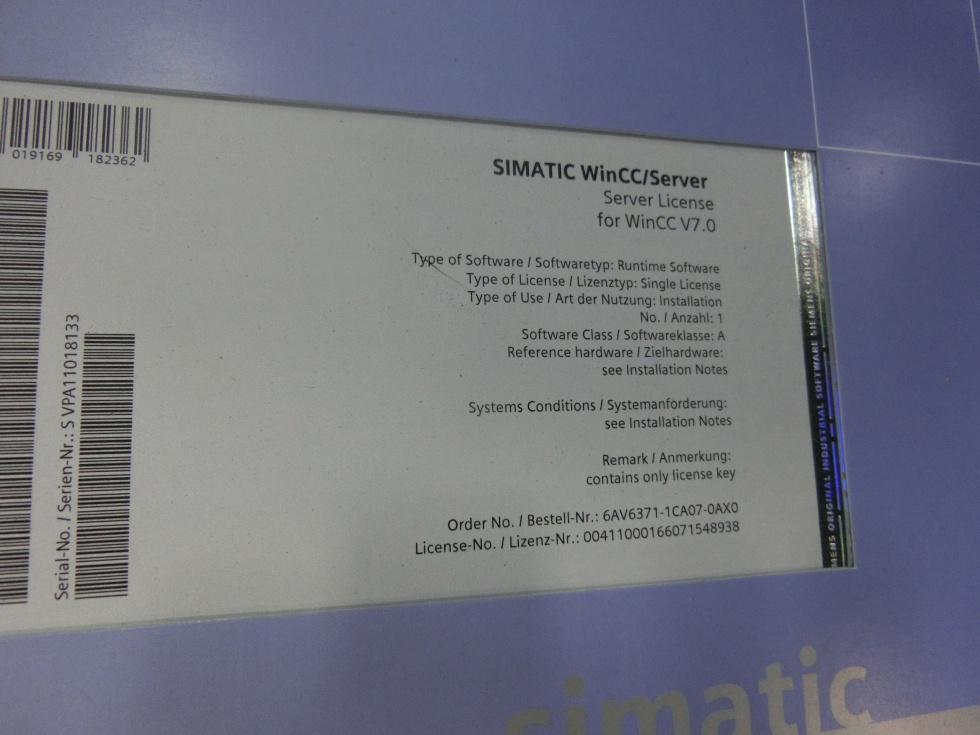 019169 182362
Serial-No. / Serien-Nr.: S VPA11018133
SIMATIC WinCC/Server
Server License
for WinCC V7.0
Type of Software / Softwaretyp: Runtime Software
Type of License / Lizenztyp: Single License
Type of Use / Art der Nutzung: Installation
No. / Anzahl: 1
Software Class / Softwareklasse: A
Reference hardware / Zielhardware:
see Installation Notes
Systems Conditions / Systemanforderung:
see Installation Notes
Remark / Anmerkung:
contains only license key
Order No. / Bestell-Nr.: 6AV6371-1CA07-0AX0
License-No. / Lizenz-Nr.: 00411000166071548938
MENS ORIGINAL INDUSTRIAL SOFTWARE SIEMENS ORIGINA
simatic